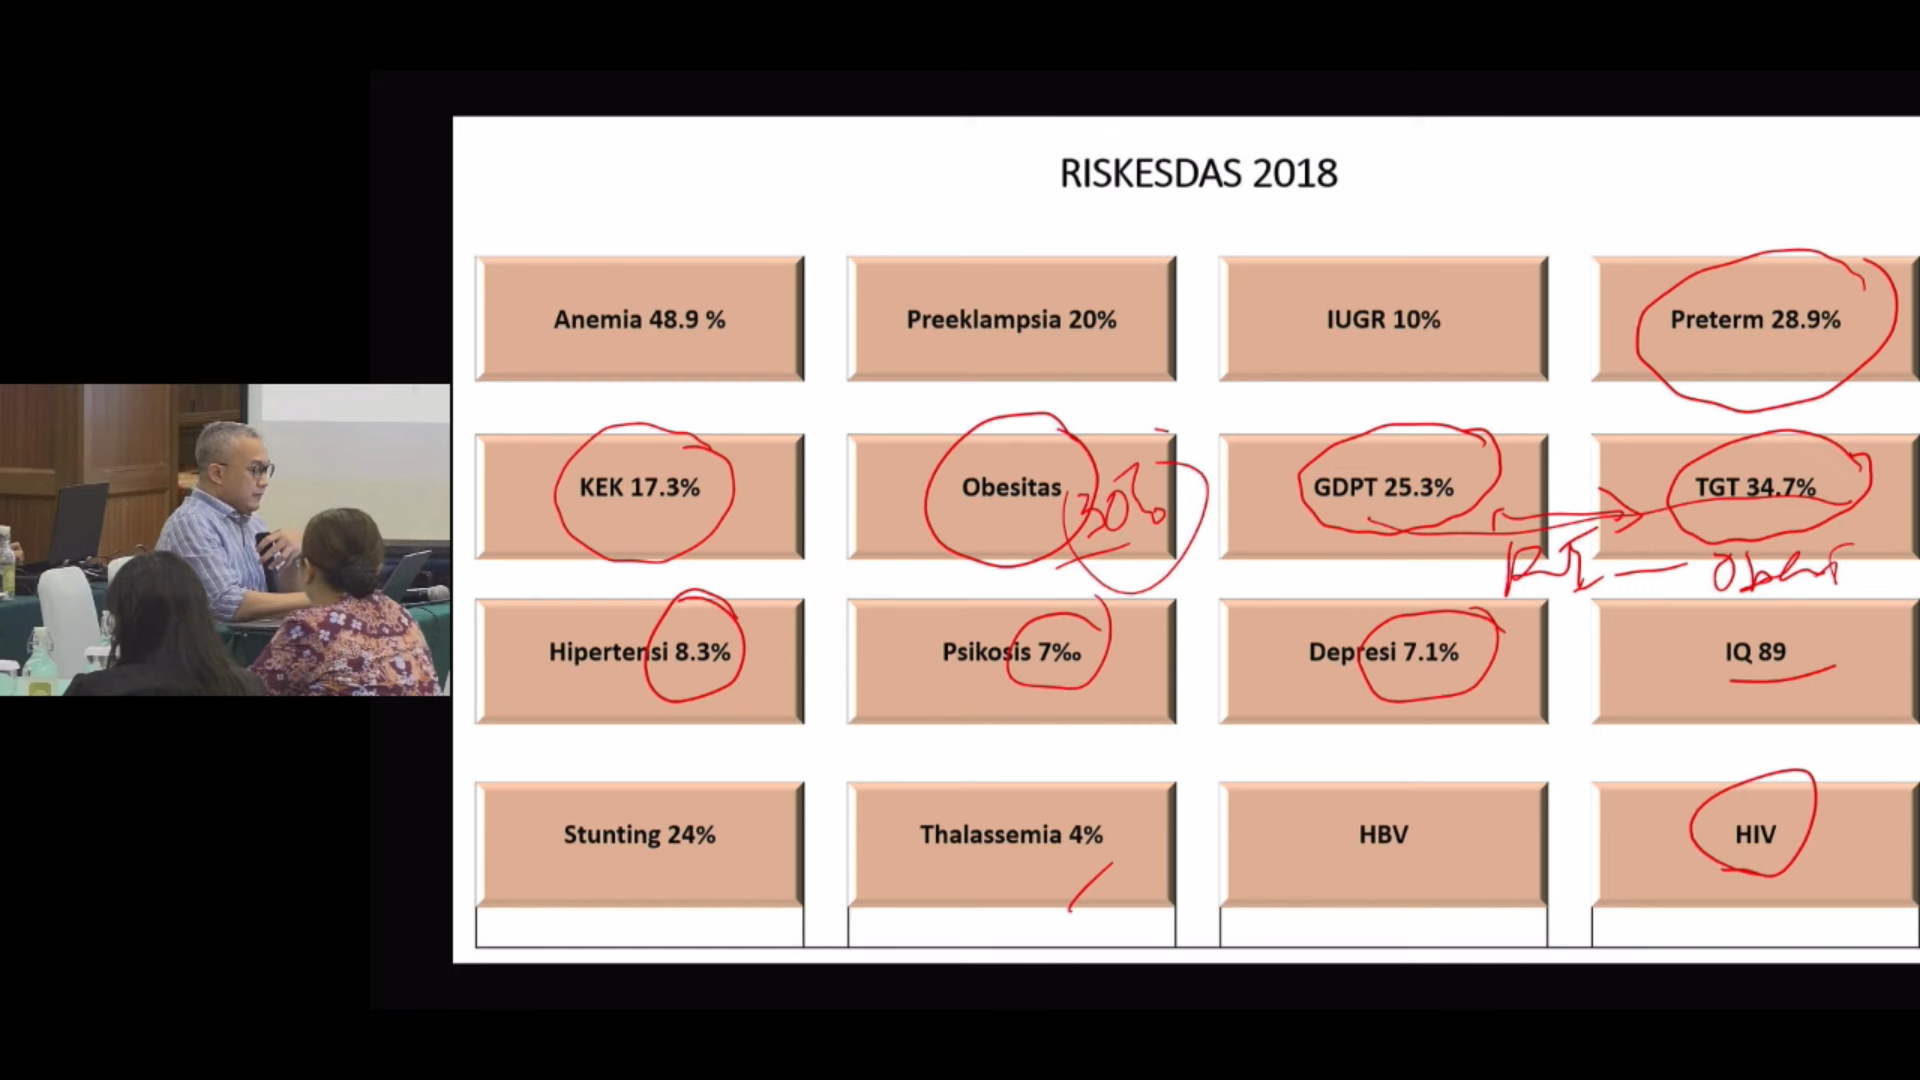 RISKESDAS 2018
Anemia 48.9 %
Preeklampsia 20%
IUGR 10%
Preterm 28.9%
KEK 17.3%
Obesitas
30%
GDPT 25.3%
TGT 34.7%
Hipertensi 8.3%
Psikosis 7‰
Depresi 7.1%
IQ 89
Stunting 24%
Thalassemia 4%
HBV
HIV